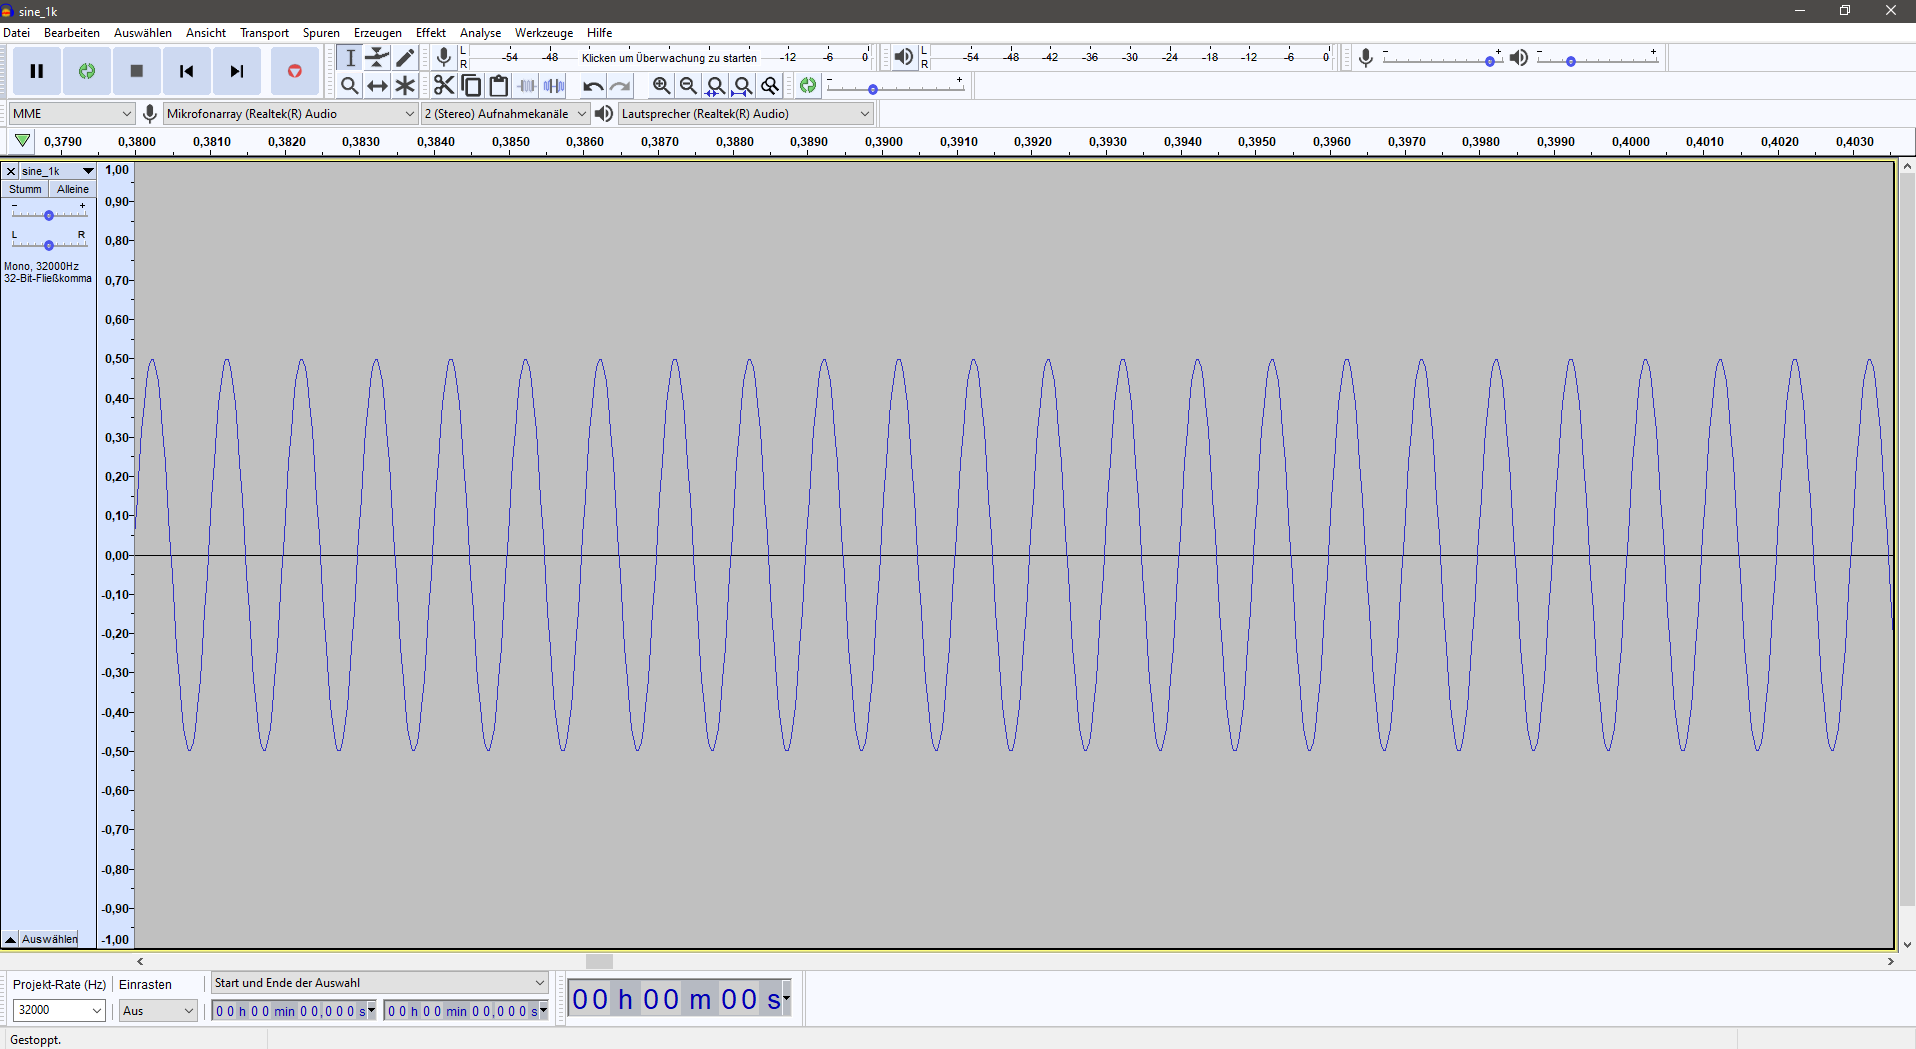 sine_1k
Datei Bearbeiten Auswählen Ansicht Transport Spuren Erzeugen Effekt Analyse Werkzeuge Hilfe
L R -54 -48 Klicken um Überwachung zu starten -12 -6 0 L R -54 -48 -42 -36 -30 -24 -18 -12 -6 0 - + - +
- +
MME Mikrofonarray (Realtek(R) Audio 2 (Stereo) Aufnahmekanäle Lautsprecher (Realtek(R) Audio)
0,3790 0,3800 0,3810 0,3820 0,3830 0,3840 0,3850 0,3860 0,3870 0,3880 0,3890 0,3900 0,3910 0,3920 0,3930 0,3940 0,3950 0,3960 0,3970 0,3980 0,3990 0,4000 0,4010 0,4020 0,4030
sine_1k
Stumm Alleine
- +
L R
Mono, 32000Hz
32-Bit-Fließkomma
Auswählen
1,00
0,90
0,80
0,70
0,60
0,50
0,40
0,30
0,20
0,10
0,00
-0,10
-0,20
-0,30
-0,40
-0,50
-0,60
-0,70
-0,80
-0,90
-1,00
Projekt-Rate (Hz) Einrasten Start und Ende der Auswahl
32000 Aus 00 h 00 min 00,000 s 00 h 00 min 00,000 s
00 h 00 m 00 s
Gestoppt.